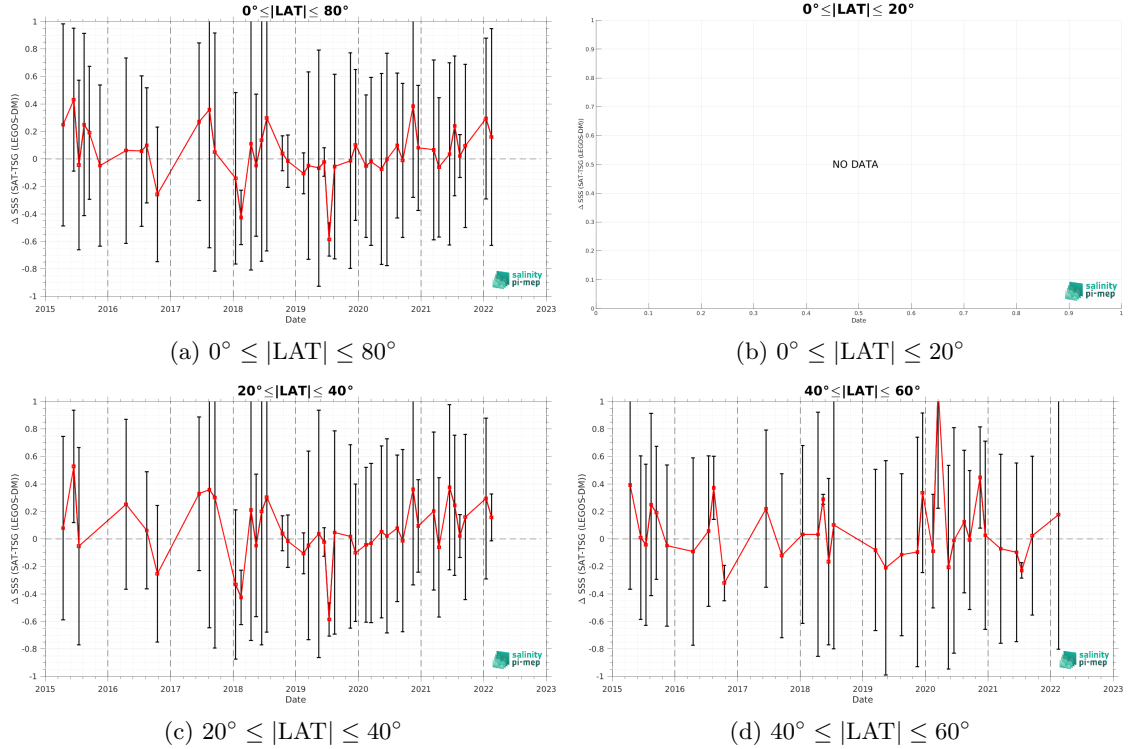 0°≤|LAT|≤ 80°
Δ SSS (SAT-TSG (LEGOS-DM))
1
0.8
0.6
0.4
0.2
0
-0.2
-0.4
-0.6
-0.8
-1
2015 2016 2017 2018 2019 2020 2021 2022 2023
Date
salinity
pi-mep
(a) 0° ≤ |LAT| ≤ 80°
0°≤|LAT|≤ 20°
Δ SSS (SAT-TSG (LEGOS-DM))
1
0.9
0.8
0.7
0.6
0.5
0.4
0.3
0.2
0.1
0
NO DATA
0 0.1 0.2 0.3 0.4 0.5 0.6 0.7 0.8 0.9 1
Date
salinity
pi-mep
(b) 0° ≤ |LAT| ≤ 20°
20°≤|LAT|≤ 40°
Δ SSS (SAT-TSG (LEGOS-DM))
1
0.8
0.6
0.4
0.2
0
-0.2
-0.4
-0.6
-0.8
-1
2015 2016 2017 2018 2019 2020 2021 2022 2023
Date
salinity
pi-mep
(c) 20° ≤ |LAT| ≤ 40°
40°≤|LAT|≤ 60°
Δ SSS (SAT-TSG (LEGOS-DM))
1
0.8
0.6
0.4
0.2
0
-0.2
-0.4
-0.6
-0.8
-1
2015 2016 2017 2018 2019 2020 2021 2022 2023
Date
salinity
pi-mep
(d) 40° ≤ |LAT| ≤ 60°